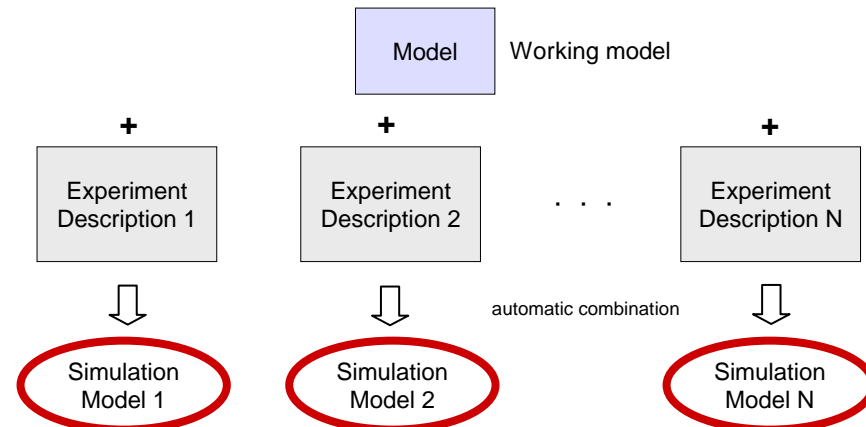 Model
Working model
+ + +
Experiment
Description 1
Experiment
Description 2
. . .
Experiment
Description N
automatic combination
Simulation
Model 1
Simulation
Model 2
Simulation
Model N